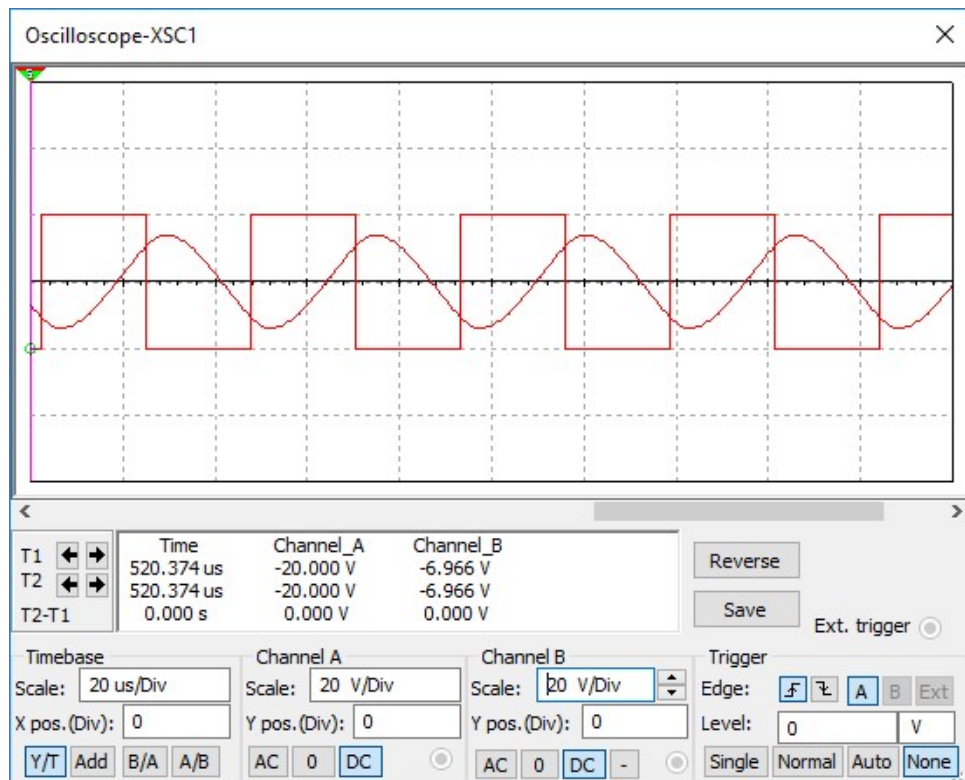 Oscilloscope-XSC1
T1
T2
T2-T1
Time Channel_A Channel_B
520.374 us -20.000 V -6.966 V
520.374 us -20.000 V -6.966 V
0.000 s 0.000 V 0.000 V
Reverse
Save
Ext. trigger
Timebase
Scale: 20 us/Div
X pos.(Div): 0
Y/T Add B/A A/B
Channel A
Scale: 20 V/Div
Y pos.(Div): 0
AC 0 DC
Channel B
Scale: 20 V/Div
Y pos.(Div): 0
AC 0 DC -
Trigger
Edge: A B Ext
Level: 0 V
Single Normal Auto None